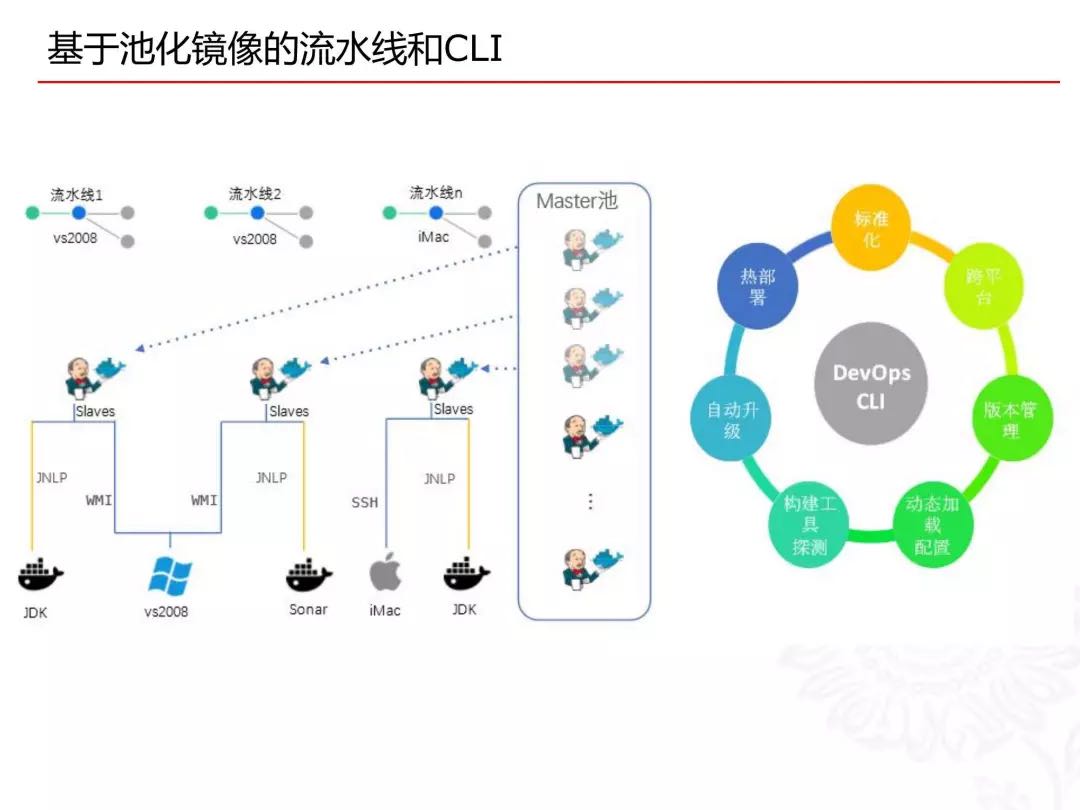 基于池化镜像的流水线和CLI
流水线1
vs2008
流水线2
vs2008
流水线n
iMac
Master池
Slaves
Slaves
Slaves
JNLP
WMI
WMI
JNLP
SSH
JNLP
JDK
vs2008
Sonar
iMac
JDK
DevOps
CLI
标准
化
跨平
台
版本管
理
动态加
载
配置
构建工
具
探测
自动升
级
热部
署